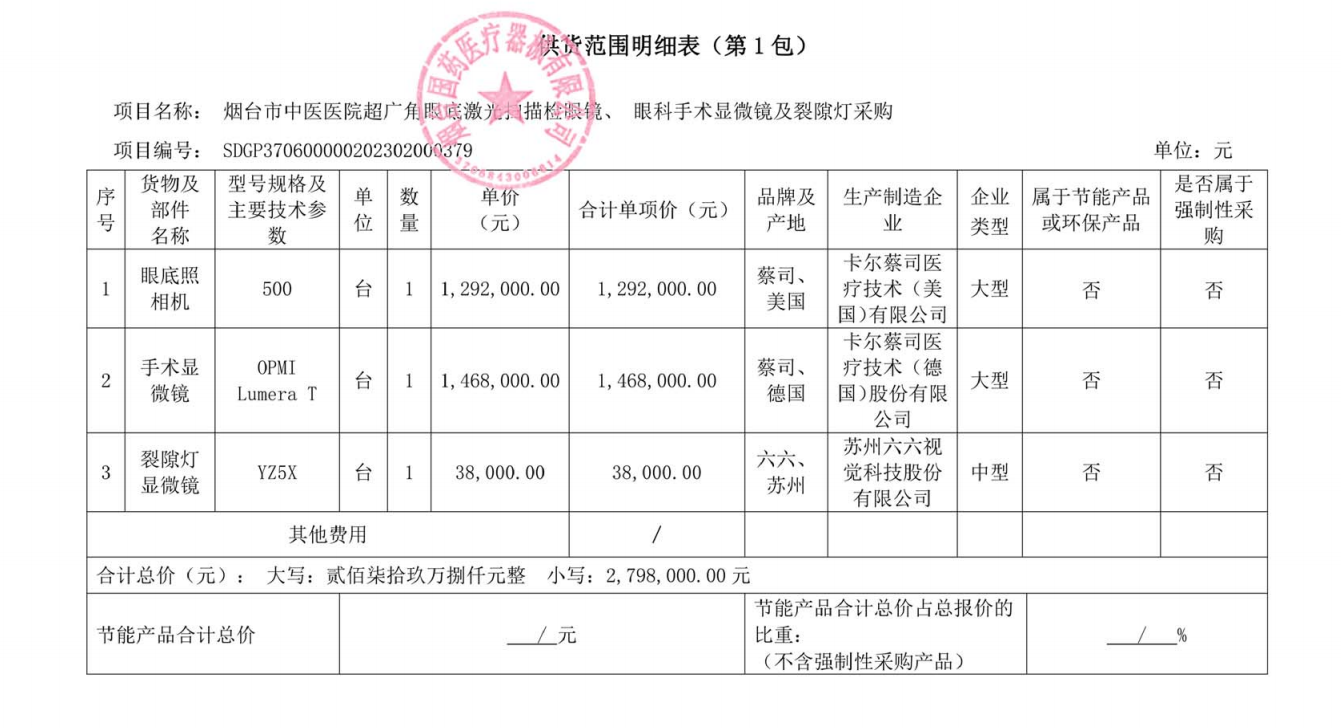 供货范围明细表（第 1 包）
烟台国药医疗器械有限公司
项目名称： 烟台市中医医院超广角眼底激光扫描检眼镜、 眼科手术显微镜及裂隙灯采购
项目编号： SDGP370600000202302000379
单位：元
序号 货物及部件名称 型号规格及主要技术参数 单位 数量 单价（元） 合计单项价（元） 品牌及产地 生产制造企业 企业类型 属于节能产品或环保产品 是否属于强制性采购
1 眼底照相机 500 台 1 1,292,000.00 1,292,000.00 蔡司、美国 卡尔蔡司医疗技术（美国）有限公司 大型 否 否
2 手术显微镜 OPMI Lumera T 台 1 1,468,000.00 1,468,000.00 蔡司、德国 卡尔蔡司医疗技术（德国）股份有限公司 大型 否 否
3 裂隙灯显微镜 YZ5X 台 1 38,000.00 38,000.00 六六、苏州 苏州六六视觉科技股份有限公司 中型 否 否
其他费用 /
合计总价（元）： 大写：贰佰柒拾玖万捌仟元整 小写：2,798,000.00 元
节能产品合计总价 / 元 节能产品合计总价占总报价的比重：（不含强制性采购产品） / %